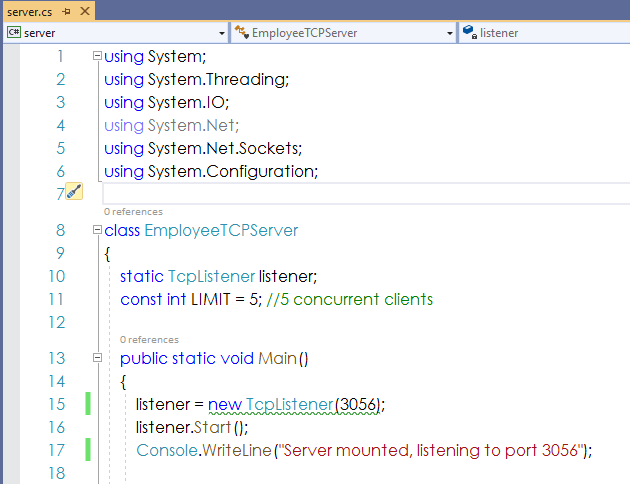 server.cs
C# server EmployeeTCPServer listener
1 using System;
2 using System.Threading;
3 using System.IO;
4 using System.Net;
5 using System.Net.Sockets;
6 using System.Configuration;
7
0 references
8 class EmployeeTCPServer
9 {
10 static TcpListener listener;
11 const int LIMIT = 5; //5 concurrent clients
12
0 references
13 public static void Main()
14 {
15 listener = new TcpListener(3056);
16 listener.Start();
17 Console.WriteLine("Server mounted, listening to port 3056");
18